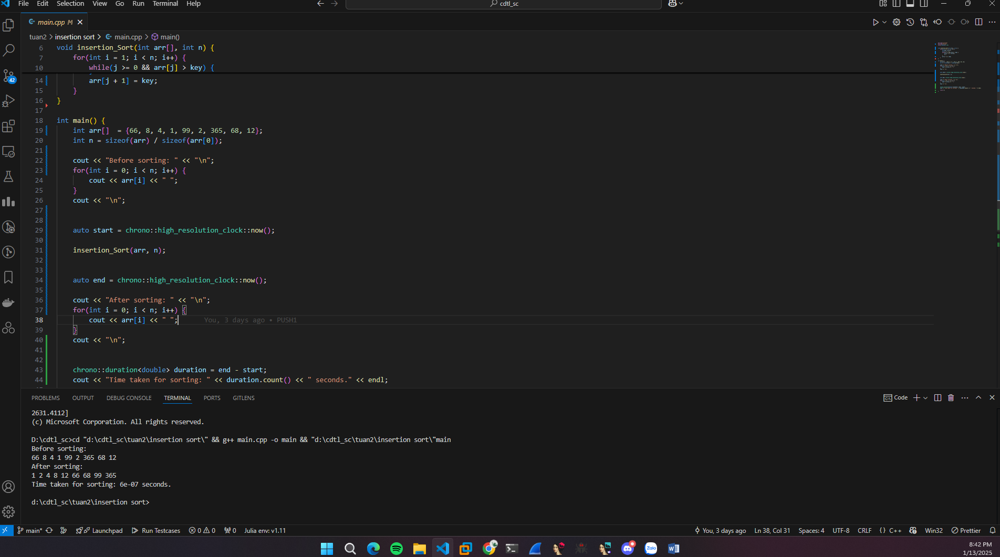 File Edit Selection View Go Run Terminal Help
cdtl_sc
main.cpp M
tuan2 > insertion sort > main.cpp > main()
6 void insertion_Sort(int arr[], int n) {
7 for(int i = 1; i < n; i++) {
10 while(j >= 0 && arr[j] > key) {
14 arr[j + 1] = key;
15 }
16 }
17
18 int main() {
19 int arr[]  = {66, 8, 4, 1, 99, 2, 365, 68, 12};
20 int n = sizeof(arr) / sizeof(arr[0]);
21
22 cout << "Before sorting: " << "\n";
23 for(int i = 0; i < n; i++) {
24 cout << arr[i] << " ";
25 }
26 cout << "\n";
27
28
29 auto start = chrono::high_resolution_clock::now();
30
31 insertion_Sort(arr, n);
32
33
34 auto end = chrono::high_resolution_clock::now();
35
36 cout << "After sorting: " << "\n";
37 for(int i = 0; i < n; i++) {
38 cout << arr[i] << " "; You, 3 days ago • PUSH1
39 }
40 cout << "\n";
41
42
43 chrono::duration<double> duration = end - start;
44 cout << "Time taken for sorting: " << duration.count() << " seconds." << endl;
42
PROBLEMS OUTPUT DEBUG CONSOLE TERMINAL PORTS GITLENS
Code
2631.4112]
(c) Microsoft Corporation. All rights reserved.
D:\cdtl_sc>cd "d:\cdtl_sc\tuan2\insertion sort\" && g++ main.cpp -o main && "d:\cdtl_sc\tuan2\insertion sort\"main
Before sorting:
66 8 4 1 99 2 365 68 12
After sorting:
1 2 4 8 12 66 68 99 365
Time taken for sorting: 6e-07 seconds.
d:\cdtl_sc\tuan2\insertion sort>
main* Launchpad Run Testcases 0 0 0 Julia env: v1.11 You, 3 days ago Ln 38, Col 31 Spaces: 4 UTF-8 CRLF {} C++ Win32 Prettier
Zalo
8:42 PM
1/13/2025